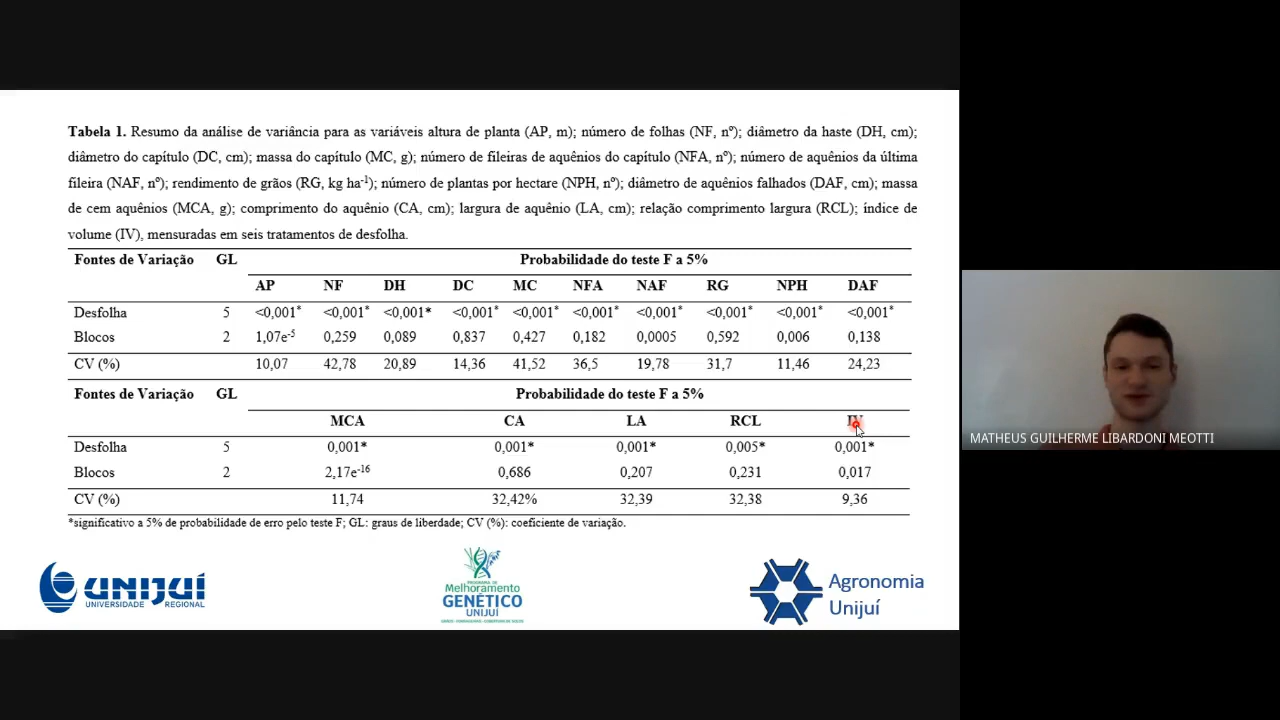 Tabela 1. Resumo da análise de variância para as variáveis altura de planta (AP, m); número de folhas (NF, nº); diâmetro da haste (DH, cm);
diâmetro do capítulo (DC, cm); massa do capítulo (MC, g); número de fileiras de aquênios do capítulo (NFA, nº); número de aquênios da última
fileira (NAF, nº); rendimento de grãos (RG, kg ha⁻¹); número de plantas por hectare (NPH, nº); diâmetro de aquênios falhados (DAF, cm); massa
de cem aquênios (MCA, g); comprimento do aquênio (CA, cm); largura de aquênio (LA, cm); relação comprimento largura (RCL); índice de
volume (IV), mensuradas em seis tratamentos de desfolha.
Fontes de Variação GL Probabilidade do teste F a 5%
AP NF DH DC MC NFA NAF RG NPH DAF
Desfolha 5 <0,001* <0,001* <0,001* <0,001* <0,001* <0,001* <0,001* <0,001* <0,001* <0,001*
Blocos 2 1,07e⁻⁵ 0,259 0,089 0,837 0,427 0,182 0,0005 0,592 0,006 0,138
CV (%) 10,07 42,78 20,89 14,36 41,52 36,5 19,78 31,7 11,46 24,23
Fontes de Variação GL Probabilidade do teste F a 5%
MCA CA LA RCL IV
Desfolha 5 0,001* 0,001* 0,001* 0,005* 0,001*
Blocos 2 2,17e⁻¹⁶ 0,686 0,207 0,231 0,017
CV (%) 11,74 32,42% 32,39 32,38 9,36
*significativo a 5% de probabilidade de erro pelo teste F; GL: graus de liberdade; CV (%): coeficiente de variação.
UNIJUÍ
UNIVERSIDADE REGIONAL
PROGRAMA DE
Melhoramento
GENÉTICO
UNIJUÍ
Agronomia
Unijuí
MATHEUS GUILHERME LIBARDONI MEOTTI